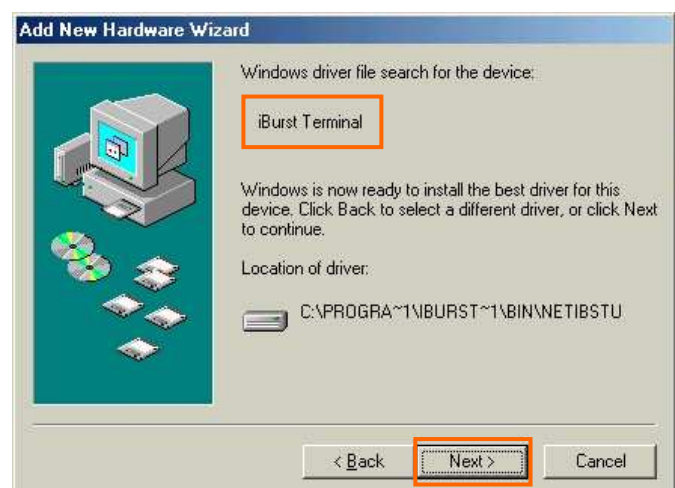 Add New Hardware Wizard
Windows driver file search for the device:
iBurst Terminal
Windows is now ready to install the best driver for this
device. Click Back to select a different driver, or click Next
to continue.
Location of driver:
C:\PROGRA~1\IBURST~1\BIN\NETIBSTU
< Back
Next >
Cancel